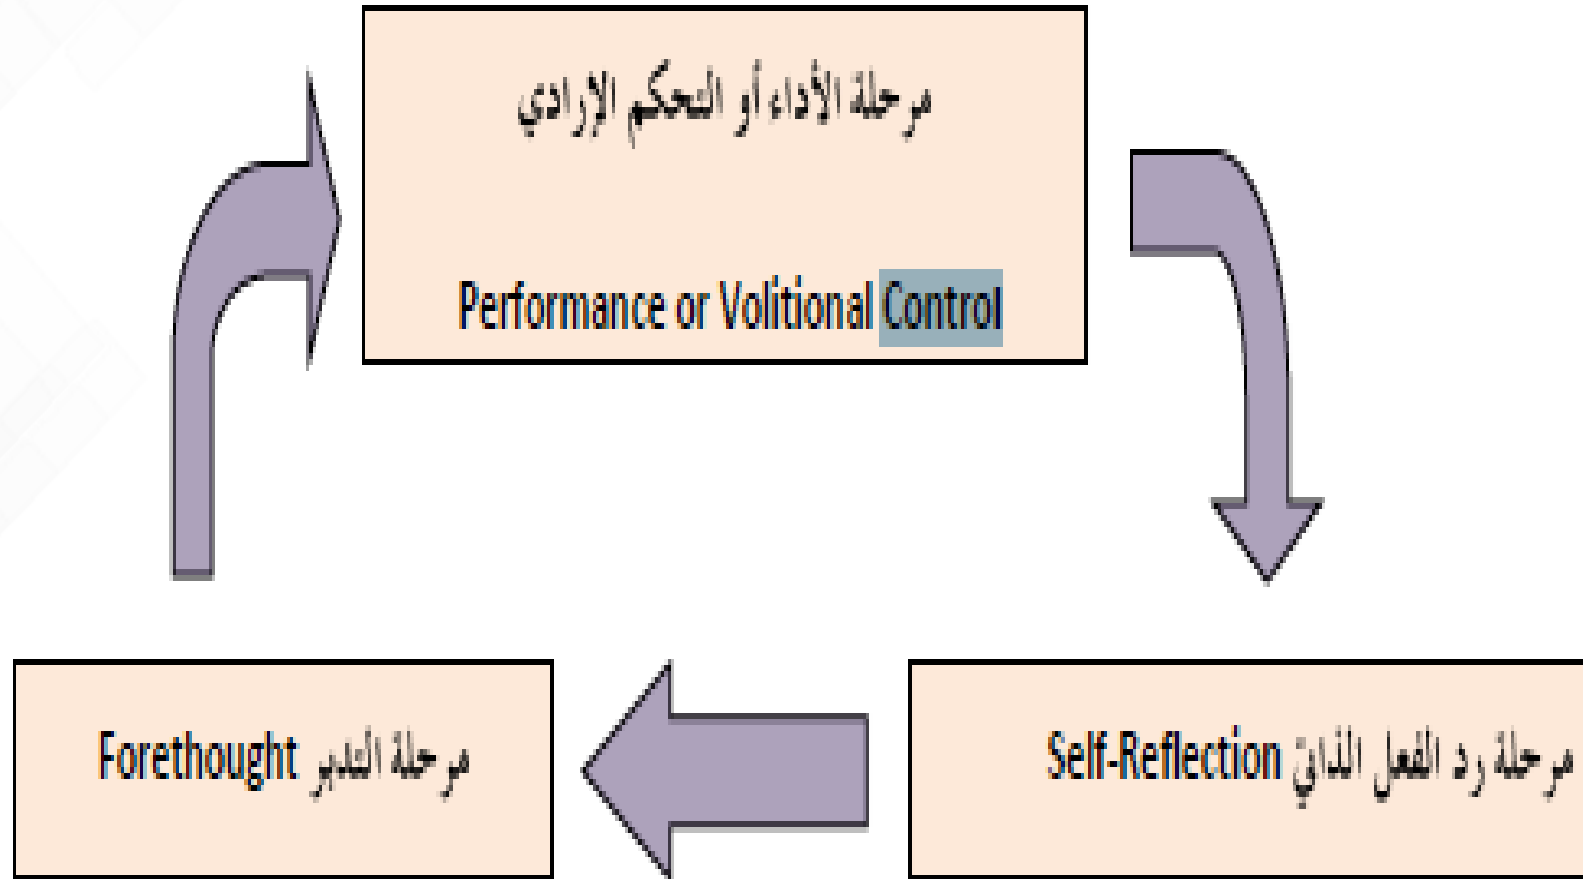 مرحلة الأداء أو التحكم الإرادي
Performance or Volitional Control
مرحلة التدبر Forethought
مرحلة رد الفعل الذاتي Self-Reflection